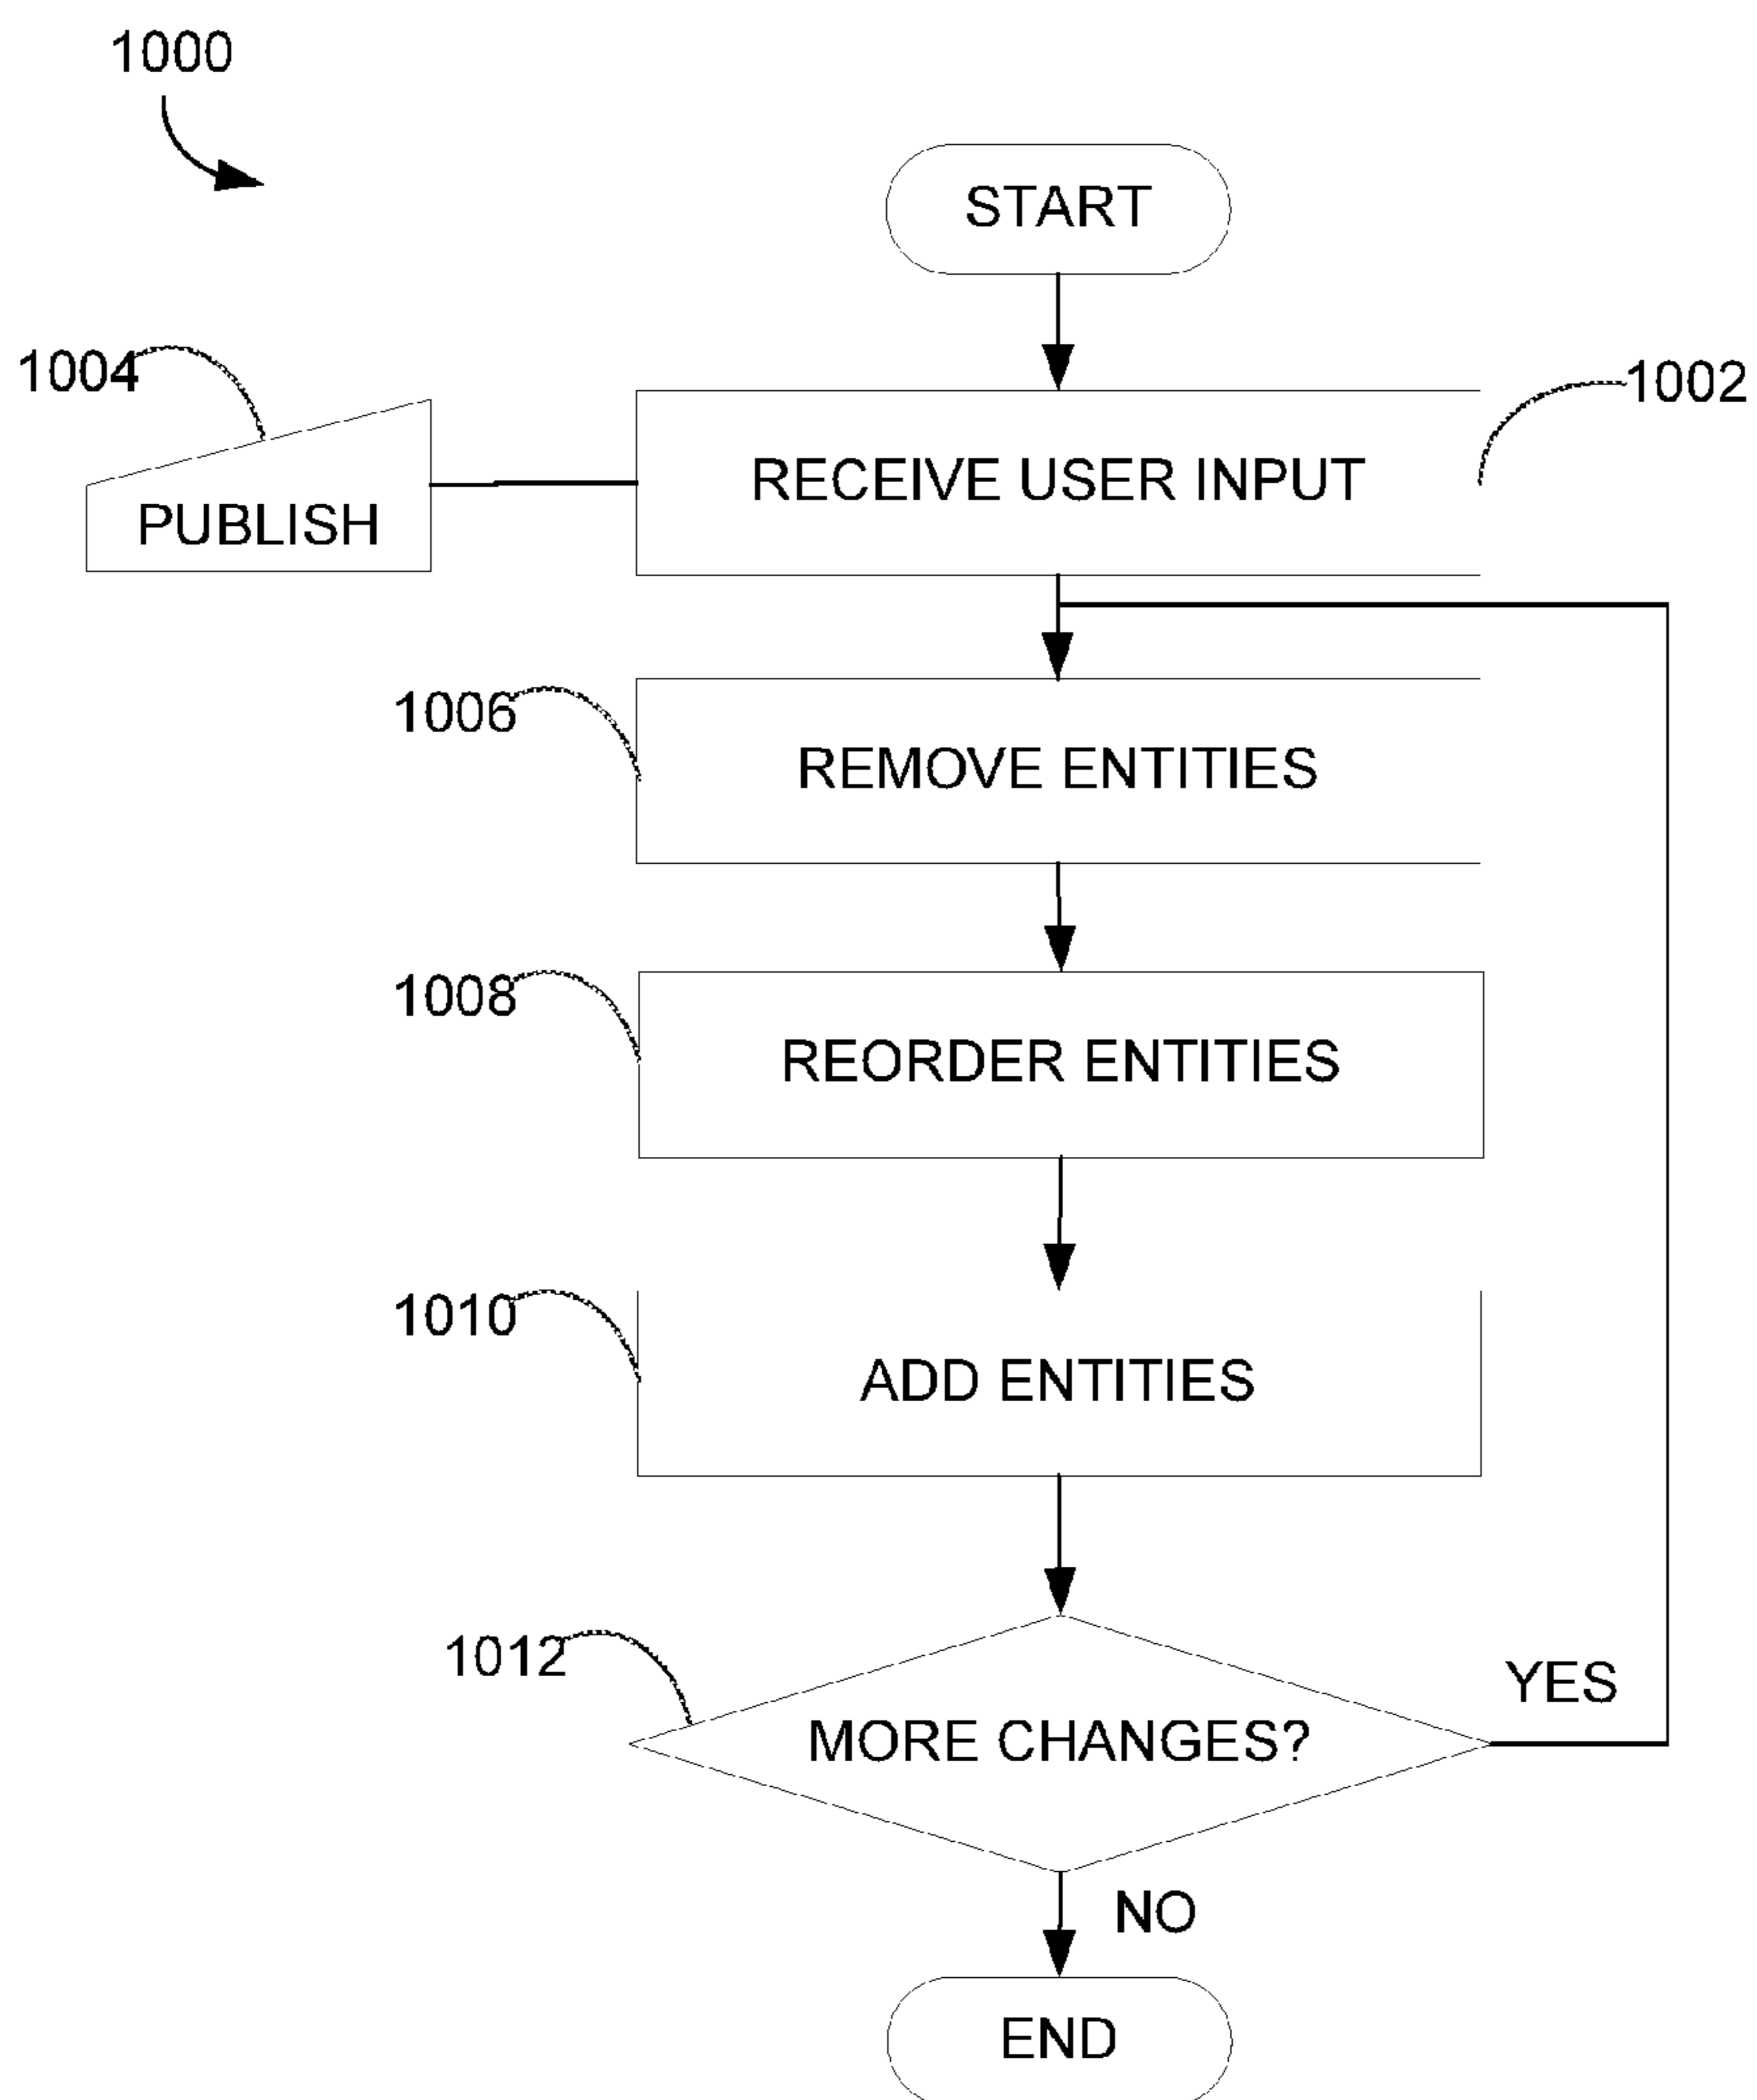 1000
START
1004
1002
RECEIVE USER INPUT
PUBLISH
1006
REMOVE ENTITIES
1008
REORDER ENTITIES
1010
ADD ENTITIES
1012
YES
MORE CHANGES?
NO
END